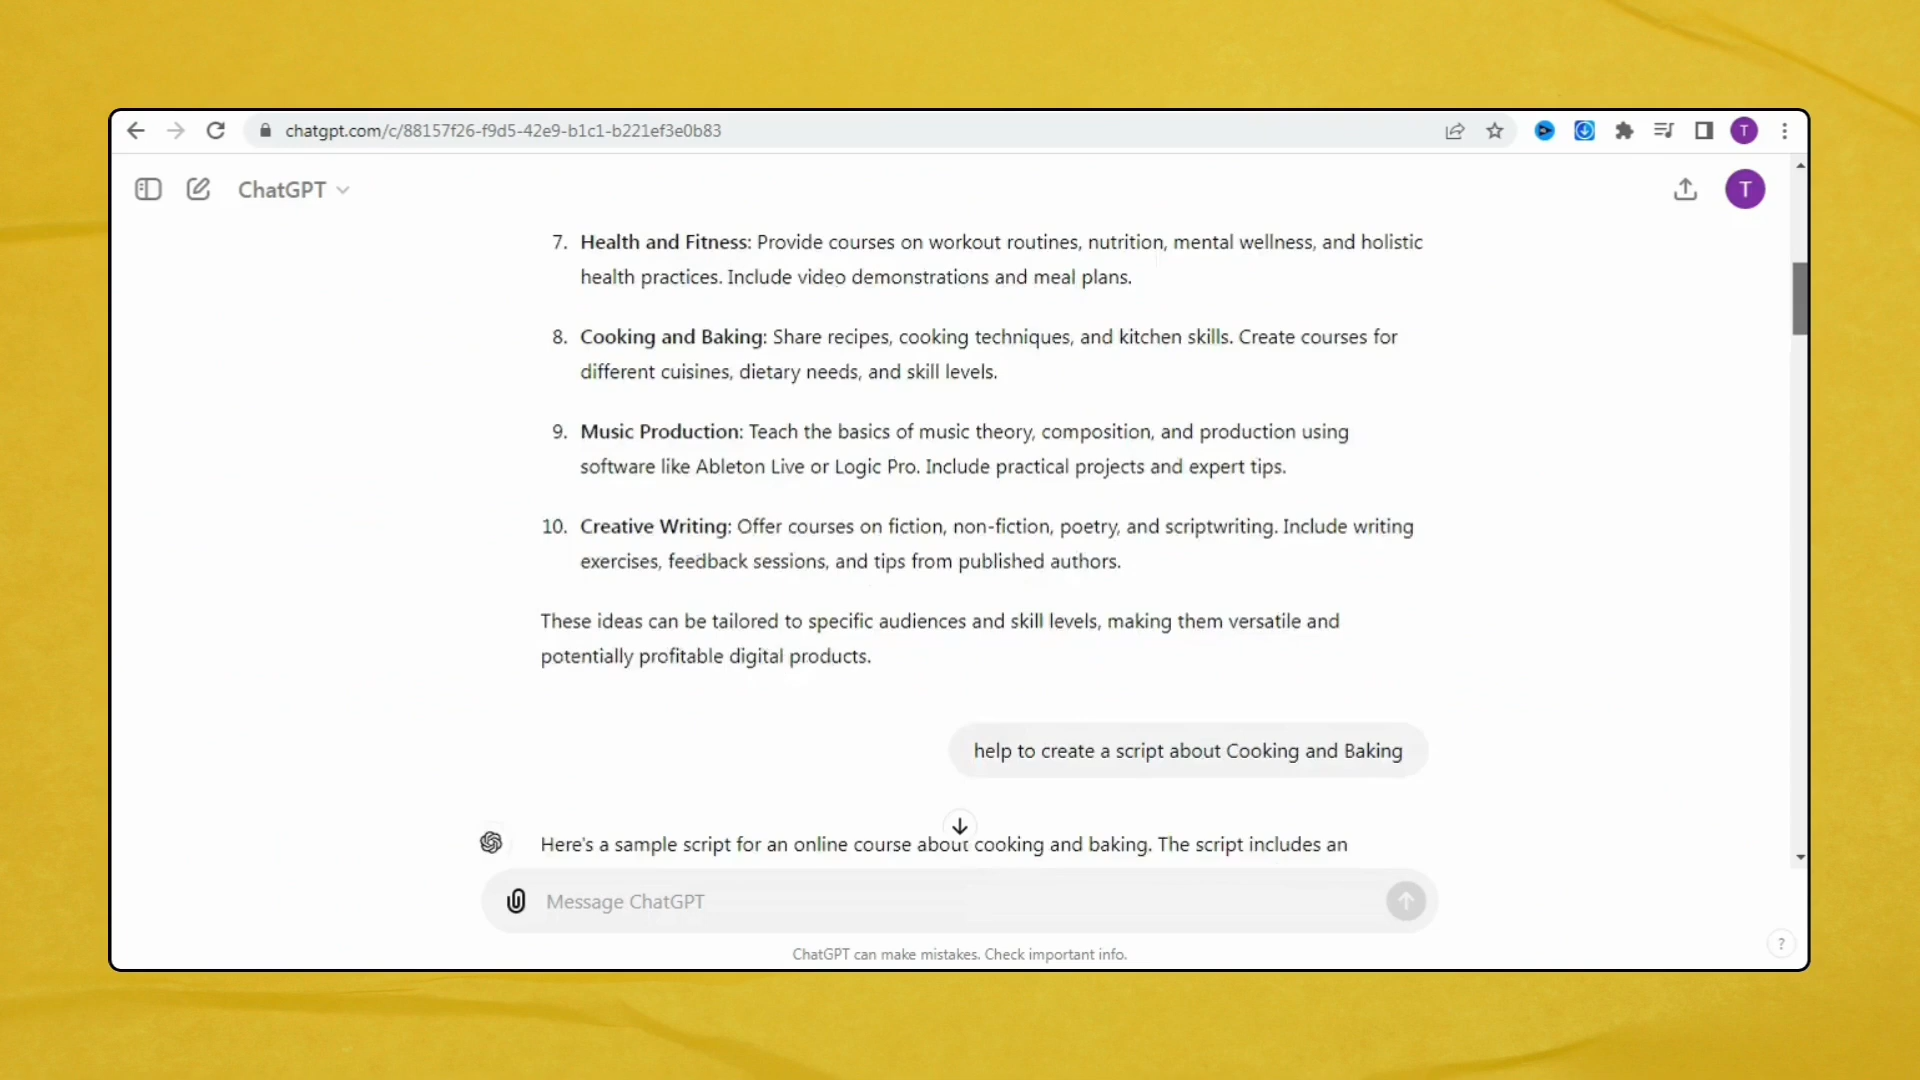 chatgpt.com/c/88157f26-f9d5-42e9-b1c1-b221ef3e0b83
T
ChatGPT
T
7. Health and Fitness: Provide courses on workout routines, nutrition, mental wellness, and holistic
health practices. Include video demonstrations and meal plans.
8. Cooking and Baking: Share recipes, cooking techniques, and kitchen skills. Create courses for
different cuisines, dietary needs, and skill levels.
9. Music Production: Teach the basics of music theory, composition, and production using
software like Ableton Live or Logic Pro. Include practical projects and expert tips.
10. Creative Writing: Offer courses on fiction, non-fiction, poetry, and scriptwriting. Include writing
exercises, feedback sessions, and tips from published authors.
These ideas can be tailored to specific audiences and skill levels, making them versatile and
potentially profitable digital products.
help to create a script about Cooking and Baking
Here's a sample script for an online course about cooking and baking. The script includes an
Message ChatGPT
ChatGPT can make mistakes. Check important info.
?